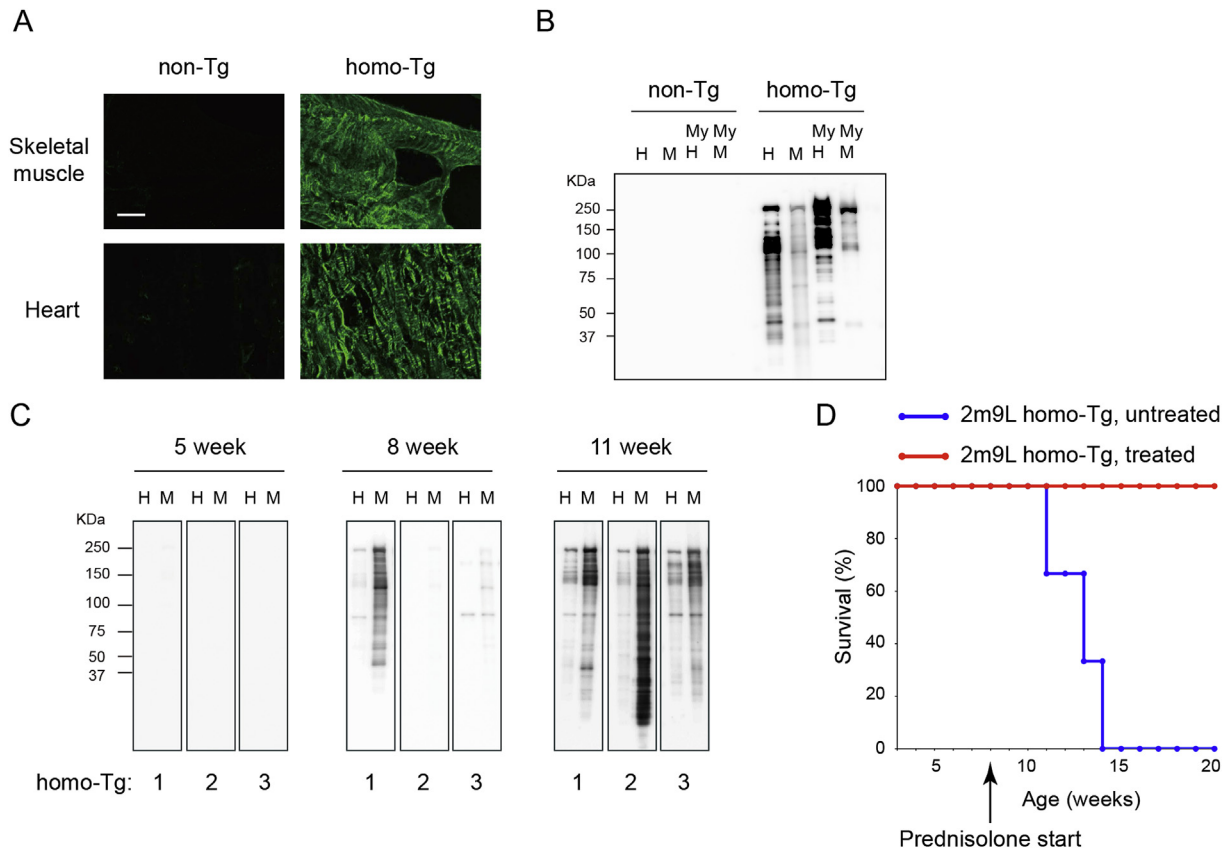 A
non-Tg homo-Tg
Skeletal
muscle
Heart
B
non-Tg homo-Tg
My My My My
H M H M H M H M
KDa
250
150
100
75
50
37
C
5 week 8 week 11 week
H M H M H M H M H M H M H M H M H M
KDa
250
150
100
75
50
37
homo-Tg: 1 2 3 1 2 3 1 2 3
D
2m9L homo-Tg, untreated
2m9L homo-Tg, treated
100
80
60
40
20
0
Survival (%)
5 10 15 20
Age (weeks)
Prednisolone start